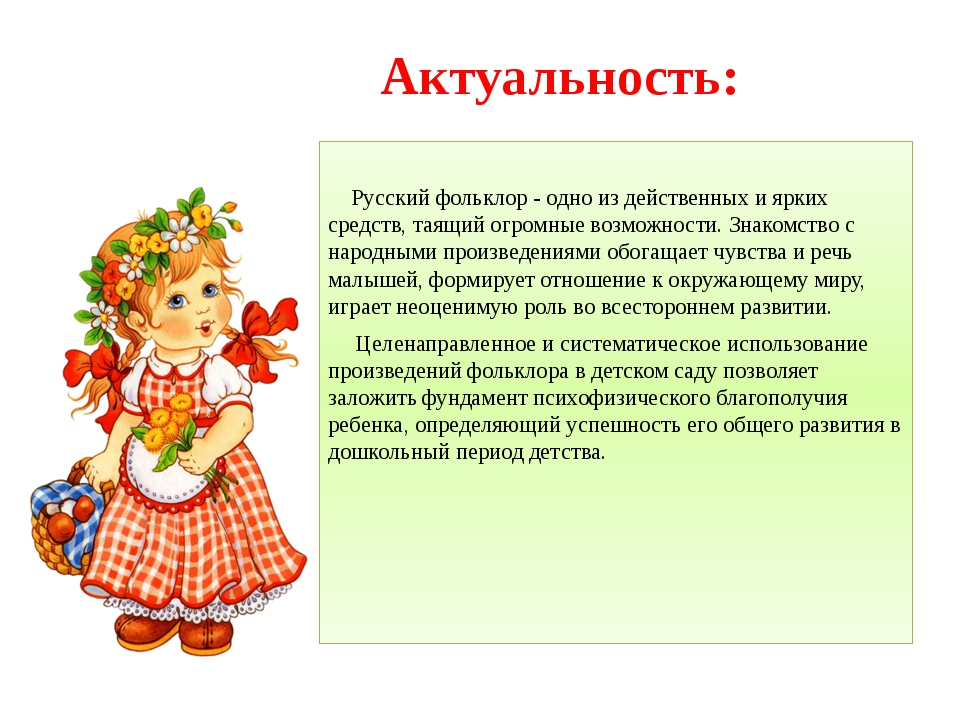 Актуальность:
Русский фольклор - одно из действенных и ярких
средств, таящий огромные возможности. Знакомство с
народными произведениями обогащает чувства и речь
малышей, формирует отношение к окружающему миру,
играет неоценимую роль во всестороннем развитии.
Целенаправленное и систематическое использование
произведений фольклора в детском саду позволяет
заложить фундамент психофизического благополучия
ребенка, определяющий успешность его общего развития в
дошкольный период детства.